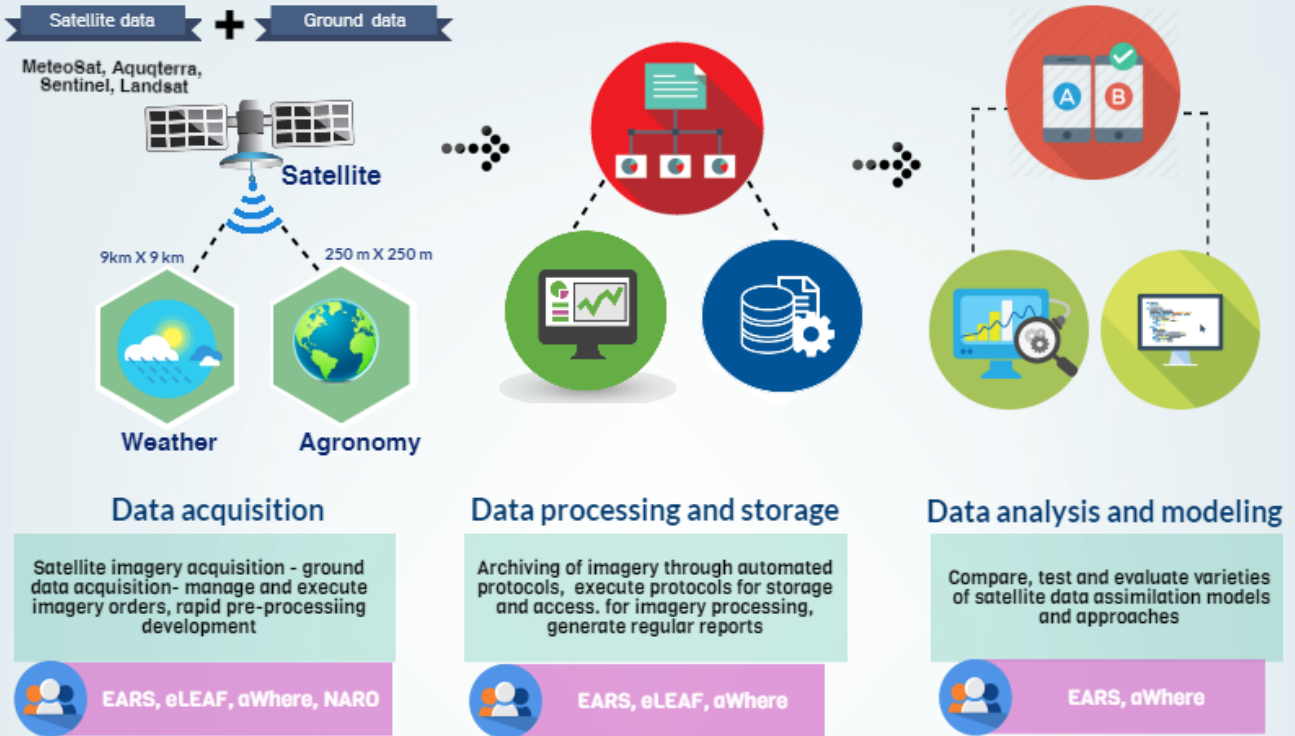 Satellite data
+
Ground data
MeteoSat, Aquqterra,
Sentinel, Landsat
Satellite
9km X 9 km
250 m X 250 m
Weather
Agronomy
A
B
Data acquisition
Satellite imagery acquisition - ground
data acquisition- manage and execute
imagery orders, rapid pre-processiing
development
EARS, eLEAF, aWhere, NARO
Data processing and storage
Archiving of imagery through automated
protocols, execute protocols for storage
and access. for imagery processing,
generate regular reports
EARS, eLEAF, aWhere
Data analysis and modeling
Compare, test and evaluate varieties
of satellite data assimilation models
and approaches
EARS, aWhere